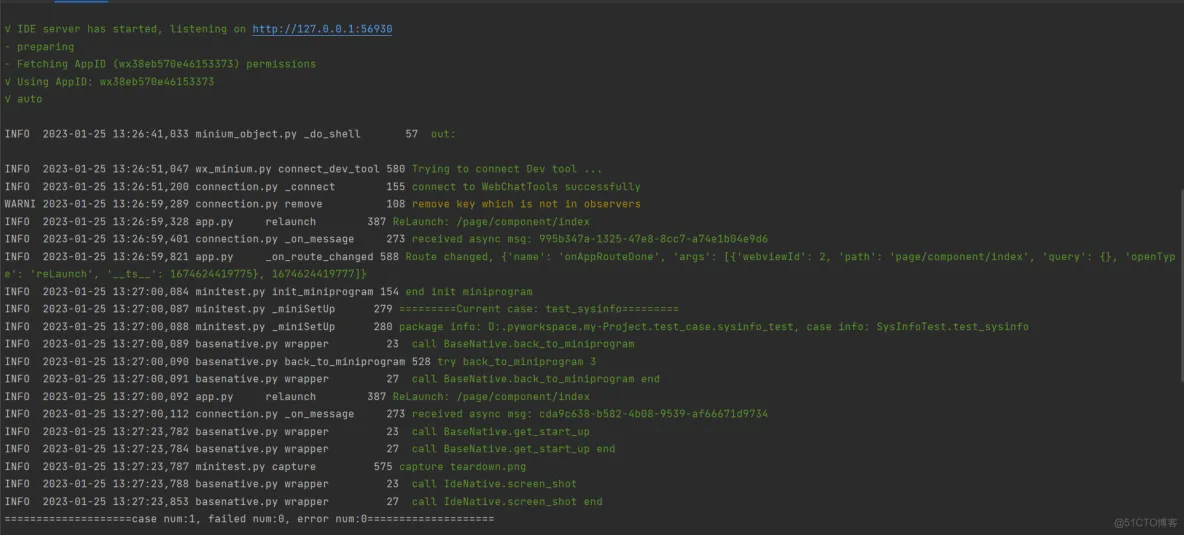 √ IDE server has started, listening on http://127.0.0.1:56930
- preparing
- Fetching AppID (wx38eb570e46153373) permissions
√ Using AppID: wx38eb570e46153373
√ auto
INFO 2023-01-25 13:26:41,033 minium_object.py _do_shell 57 out:
INFO 2023-01-25 13:26:51,047 wx_minium.py connect_dev_tool 580 Trying to connect Dev tool ...
INFO 2023-01-25 13:26:51,200 connection.py _connect 155 connect to WebChatTools successfully
WARNI 2023-01-25 13:26:59,289 connection.py remove 108 remove key which is not in observers
INFO 2023-01-25 13:26:59,328 app.py relaunch 387 ReLaunch: /page/component/index
INFO 2023-01-25 13:26:59,401 connection.py _on_message 273 received async msg: 995b347a-1325-47e8-8cc7-a74e1b04e9d6
INFO 2023-01-25 13:26:59,821 app.py _on_route_changed 588 Route changed, {'name': 'onAppRouteDone', 'args': [{'webviewId': 2, 'path': 'page/component/index', 'query': {}, 'openTyp
e': 'reLaunch', '__ts__': 1674624419775}, 1674624419777]}
INFO 2023-01-25 13:27:00,084 minitest.py init_miniprogram 154 end init miniprogram
INFO 2023-01-25 13:27:00,087 minitest.py _miniSetUp 279 =========Current case: test_sysinfo=========
INFO 2023-01-25 13:27:00,088 minitest.py _miniSetUp 280 package info: D:.pyworkspace.my-Project.test_case.sysinfo_test, case info: SysInfoTest.test_sysinfo
INFO 2023-01-25 13:27:00,089 basenative.py wrapper 23 call BaseNative.back_to_miniprogram
INFO 2023-01-25 13:27:00,090 basenative.py back_to_miniprogram 528 try back_to_miniprogram 3
INFO 2023-01-25 13:27:00,091 basenative.py wrapper 27 call BaseNative.back_to_miniprogram end
INFO 2023-01-25 13:27:00,092 app.py relaunch 387 ReLaunch: /page/component/index
INFO 2023-01-25 13:27:00,112 connection.py _on_message 273 received async msg: cda9c638-b582-4b08-9539-af66671d9734
INFO 2023-01-25 13:27:23,782 basenative.py wrapper 23 call BaseNative.get_start_up
INFO 2023-01-25 13:27:23,784 basenative.py wrapper 27 call BaseNative.get_start_up end
INFO 2023-01-25 13:27:23,787 minitest.py capture 575 capture teardown.png
INFO 2023-01-25 13:27:23,788 basenative.py wrapper 23 call IdeNative.screen_shot
INFO 2023-01-25 13:27:23,853 basenative.py wrapper 27 call IdeNative.screen_shot end
====================case num:1, failed num:0, error num:0====================
@51CTO博客